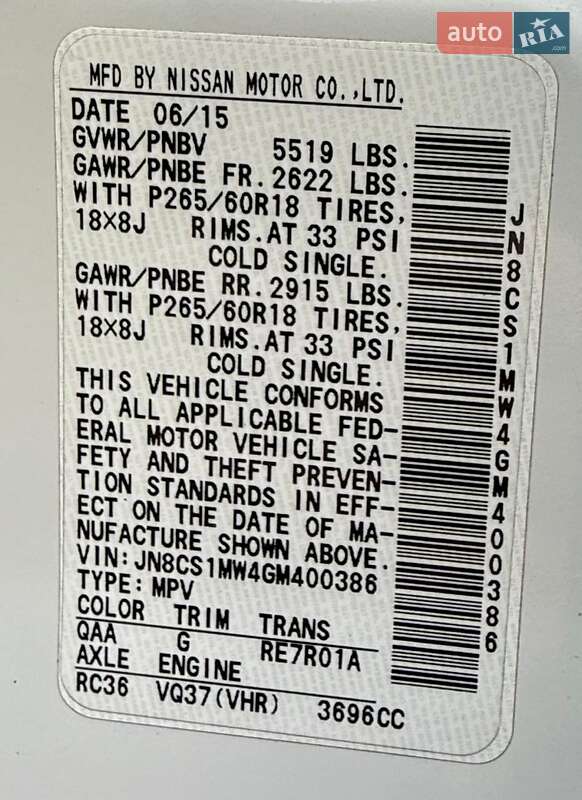 auto RIA .com
MFD BY NISSAN MOTOR CO.,LTD.
DATE 06/15
GVWR/PNBV 5519 LBS.
GAWR/PNBE FR.2622 LBS.
WITH P265/60R18 TIRES,
18X8J RIMS.AT 33 PSI
COLD SINGLE.
GAWR/PNBE RR.2915 LBS.
WITH P265/60R18 TIRES,
18X8J RIMS.AT 33 PSI
COLD SINGLE.
THIS VEHICLE CONFORMS
TO ALL APPLICABLE FED-
ERAL MOTOR VEHICLE SA-
FETY AND THEFT PREVEN-
TION STANDARDS IN EFF-
ECT ON THE DATE OF MA-
NUFACTURE SHOWN ABOVE.
VIN:JN8CS1MW4GM400386
TYPE:MPV
COLOR TRIM TRANS
QAA G RE7R01A
AXLE ENGINE
RC36 VQ37(VHR) 3696CC
JN8CS1MW4GM400386